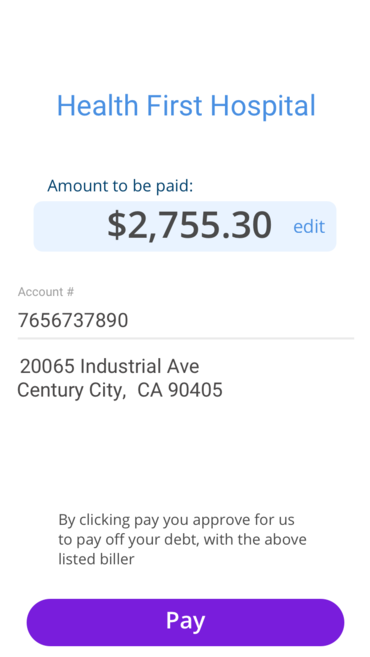 Health First Hospital
Amount to be paid:
$2,755.30 edit
Account #
7656737890
20065 Industrial Ave
Century City, CA 90405
By clicking pay you approve for us
to pay off your debt, with the above
listed biller
Pay